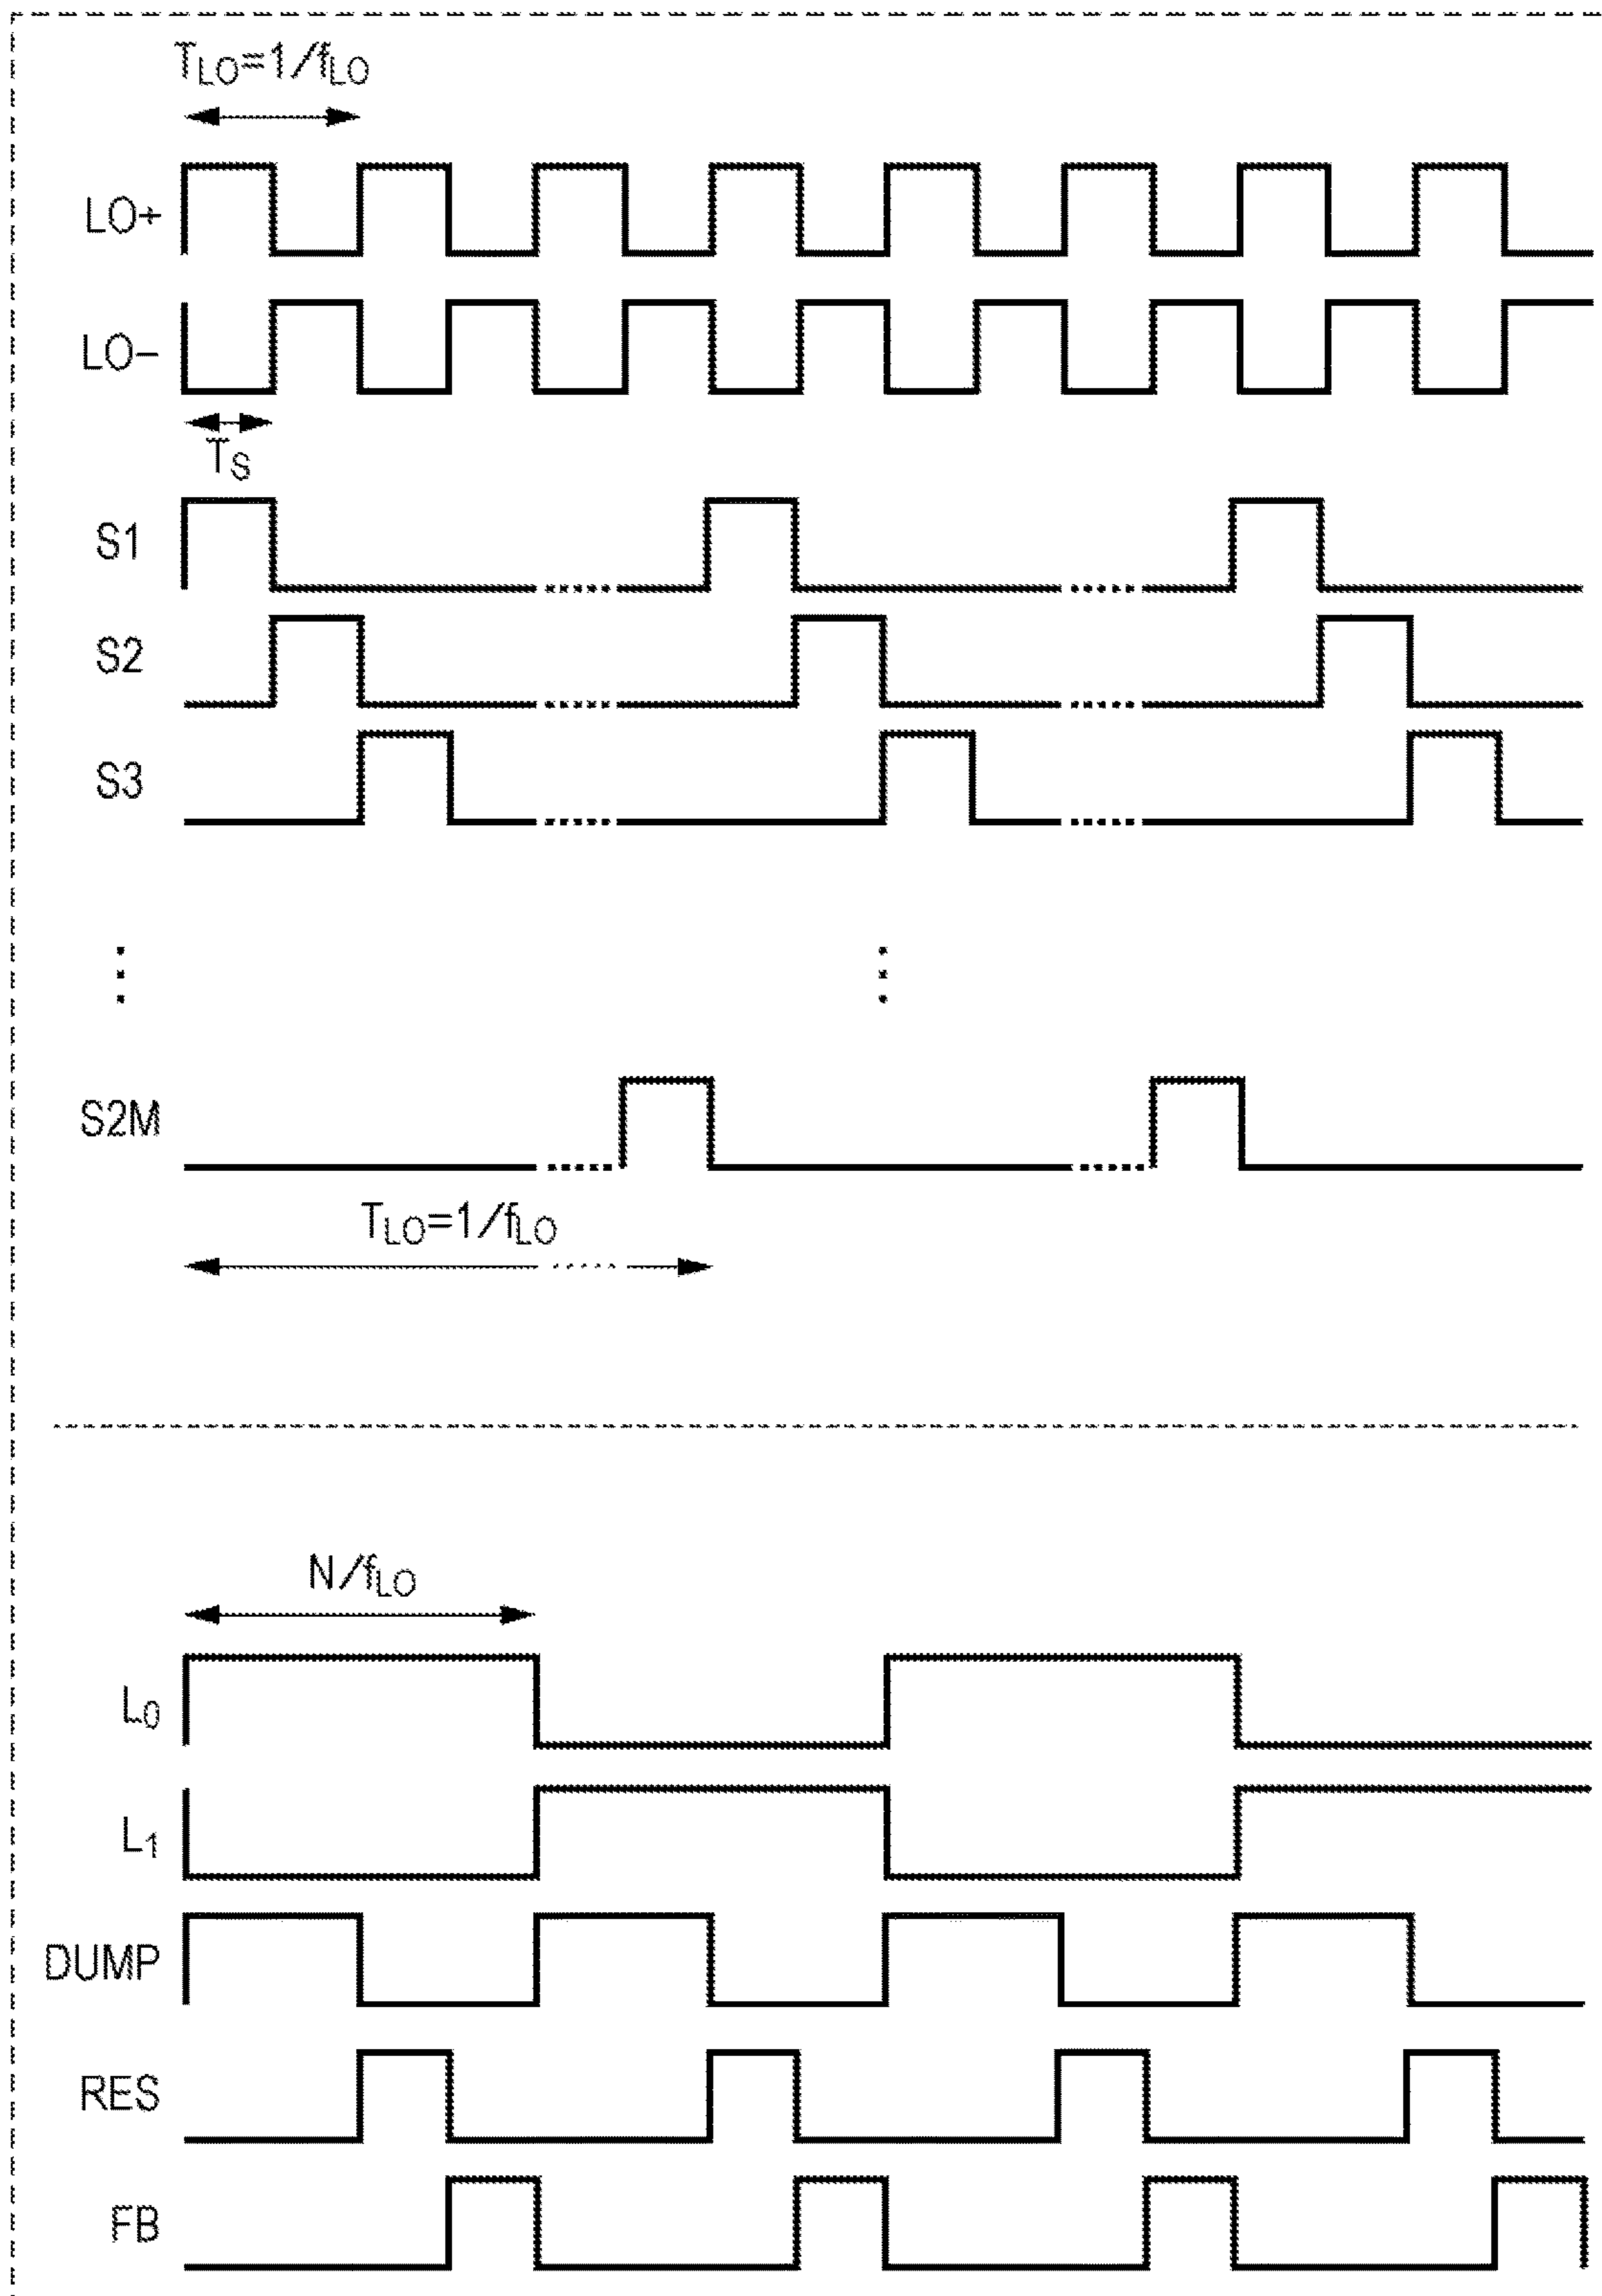 T_LO=1/f_LO
LO+
LO−
T_S
S1
S2
S3
S2M
T_LO=1/f_LO
N/f_LO
L_0
L_1
DUMP
RES
FB